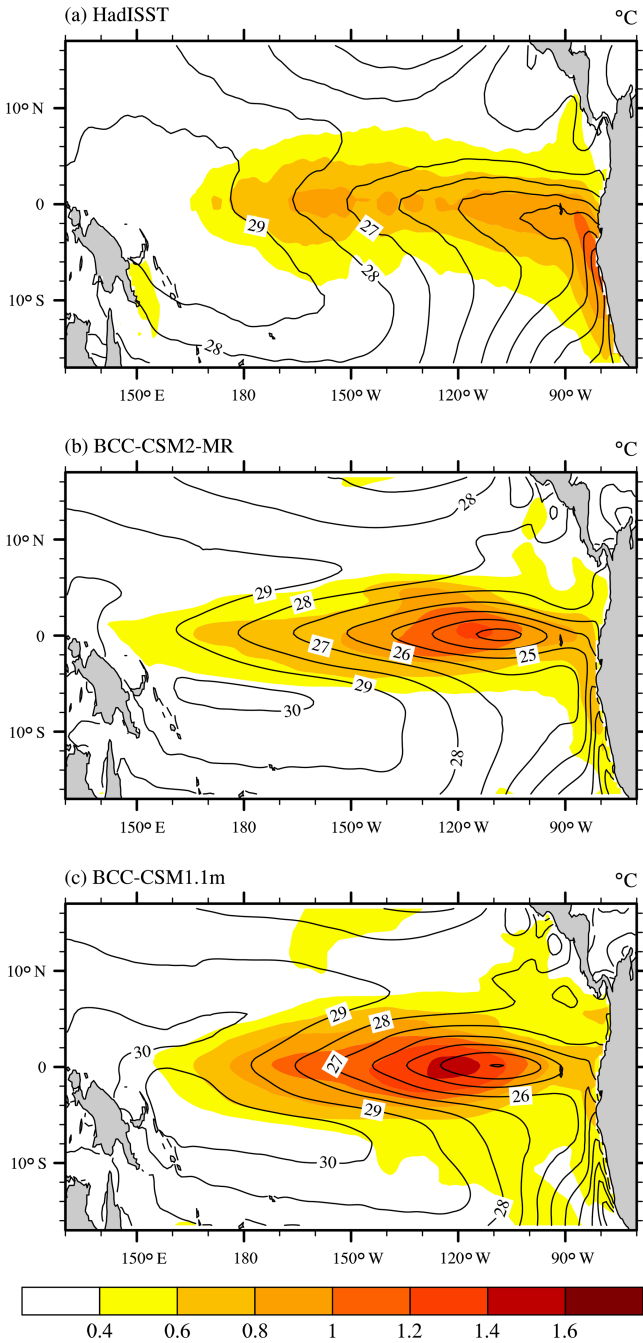 (a) HadISST °C
10° N
0
10° S
29
27
28
28
150° E 180 150° W 120° W 90° W
(b) BCC-CSM2-MR °C
28
10° N
29
28
0
27
26
25
29
30
10° S
28
150° E 180 150° W 120° W 90° W
(c) BCC-CSM1.1m °C
10° N
29
28
30
0
27
26
29
10° S
30
28
150° E 180 150° W 120° W 90° W
0.4 0.6 0.8 1 1.2 1.4 1.6